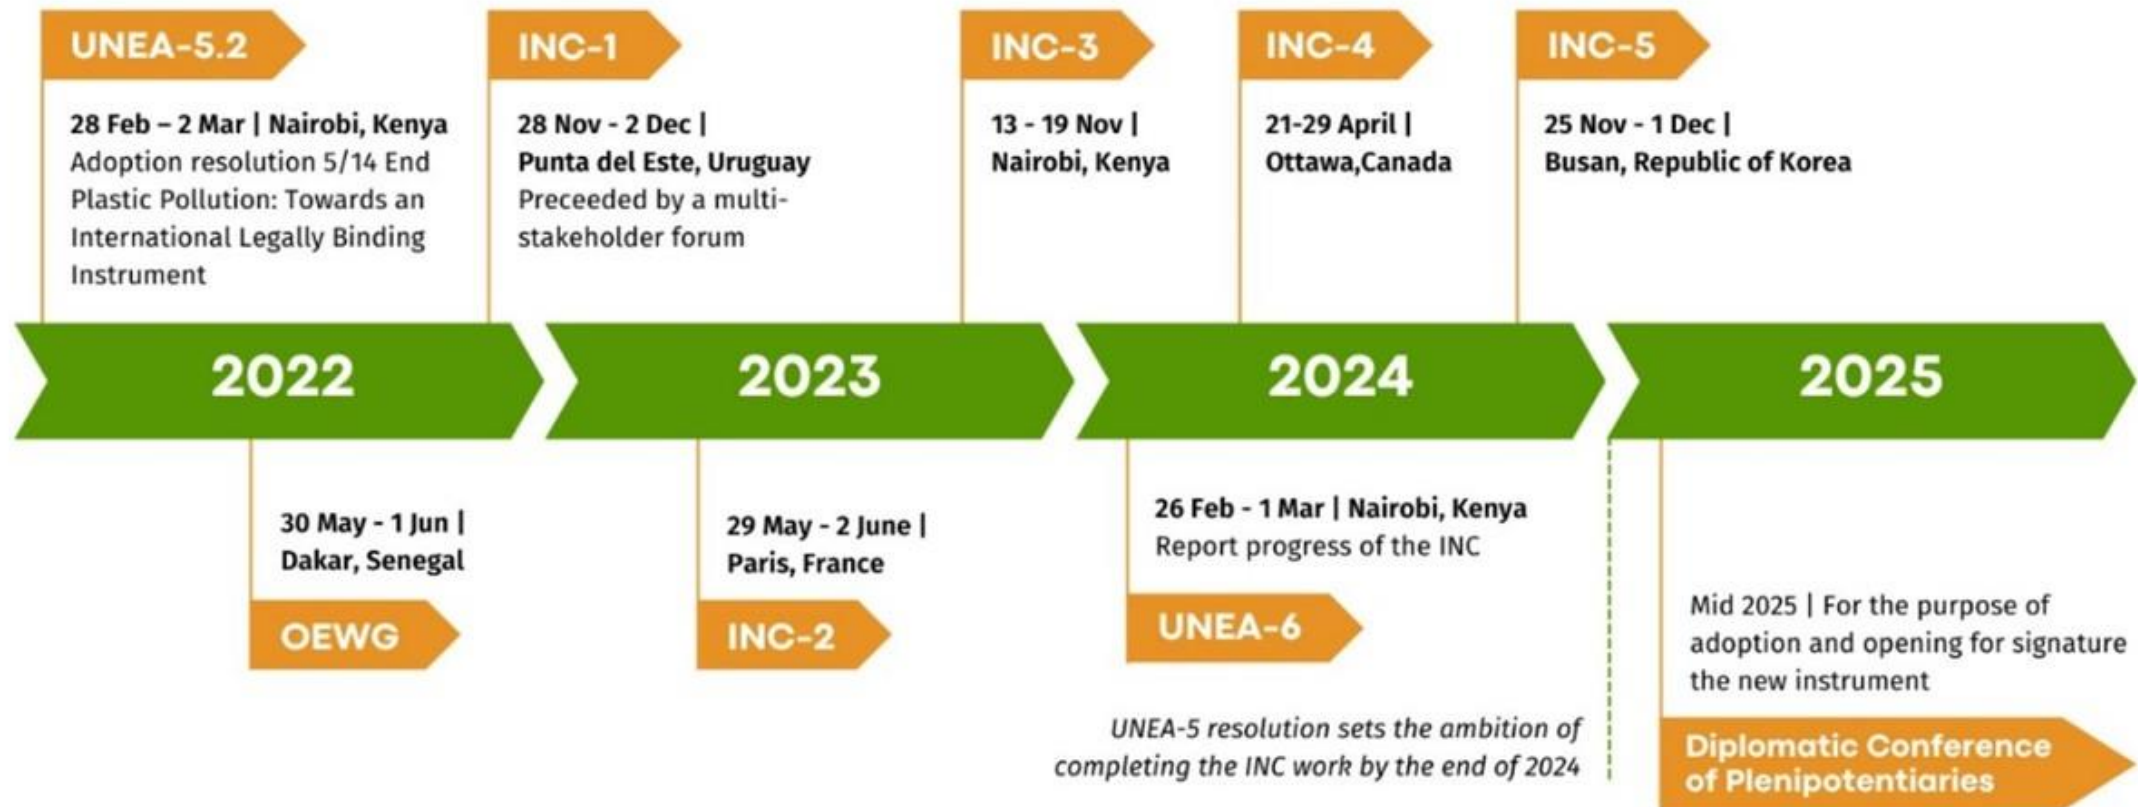 UNEA-5.2
28 Feb – 2 Mar | Nairobi, Kenya
Adoption resolution 5/14 End
Plastic Pollution: Towards an
International Legally Binding
Instrument
INC-1
28 Nov - 2 Dec |
Punta del Este, Uruguay
Preceeded by a multi-
stakeholder forum
INC-3
13 - 19 Nov |
Nairobi, Kenya
INC-4
21-29 April |
Ottawa,Canada
INC-5
25 Nov - 1 Dec |
Busan, Republic of Korea
2022
2023
2024
2025
30 May - 1 Jun |
Dakar, Senegal
OEWG
29 May - 2 June |
Paris, France
INC-2
26 Feb - 1 Mar | Nairobi, Kenya
Report progress of the INC
UNEA-6
UNEA-5 resolution sets the ambition of
completing the INC work by the end of 2024
Mid 2025 | For the purpose of
adoption and opening for signature
the new instrument
Diplomatic Conference
of Plenipotentiaries